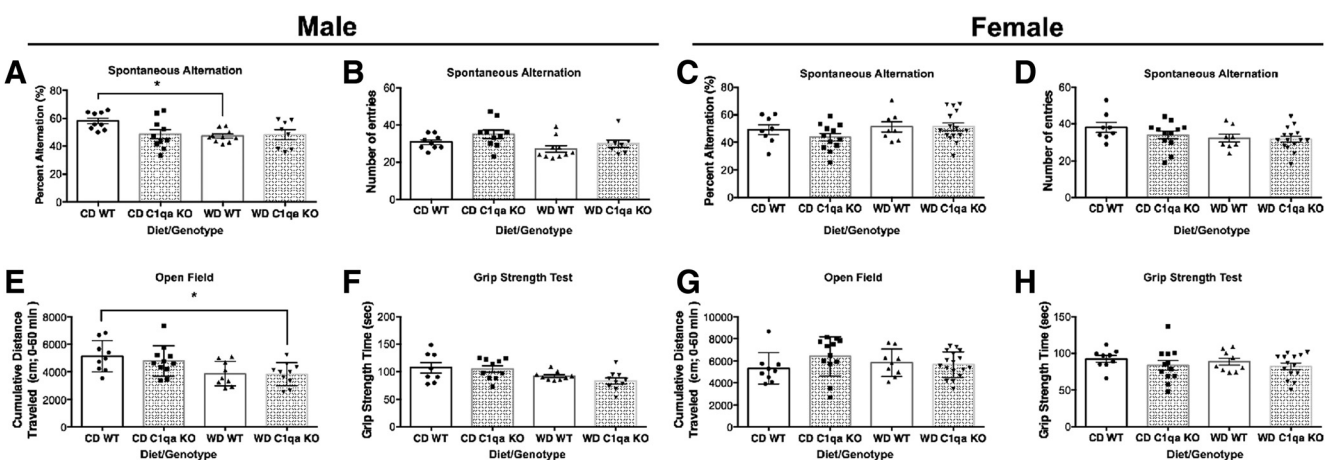 Male
Female
A
Spontaneous Alternation
*
Percent Alternation (%)
80
60
40
20
0
CD WT CD C1qa KO WD WT WD C1qa KO
Diet/Genotype
B
Spontaneous Alternation
Number of entries
60
40
20
0
CD WT CD C1qa KO WD WT WD C1qa KO
Diet/Genotype
C
Spontaneous Alternation
Percent Alternation (%)
80
60
40
20
0
CD WT CD C1qa KO WD WT WD C1qa KO
Diet/Genotype
D
Spontaneous Alternation
Number of entries
60
40
20
0
CD WT CD C1qa KO WD WT WD C1qa KO
Diet/Genotype
E
Open Field
*
Cumulative Distance
Traveled (cm; 0-60 min )
8000
6000
4000
2000
0
CD WT CD C1qa KO WD WT WD C1qa KO
Diet/Genotype
F
Grip Strength Test
Grip Strength Time (sec)
200
150
100
50
0
CD WT CD C1qa KO WD WT WD C1qa KO
Diet/Genotype
G
Open Field
Cumulative Distance
Traveled (cm; 0-60 min )
10000
8000
6000
4000
2000
0
CD WT CD C1qa KO WD WT WD C1qa KO
Diet/Genotype
H
Grip Strength Test
Grip Strength Time (sec)
150
100
50
0
CD WT CD C1qa KO WD WT WD C1qa KO
Diet/Genotype